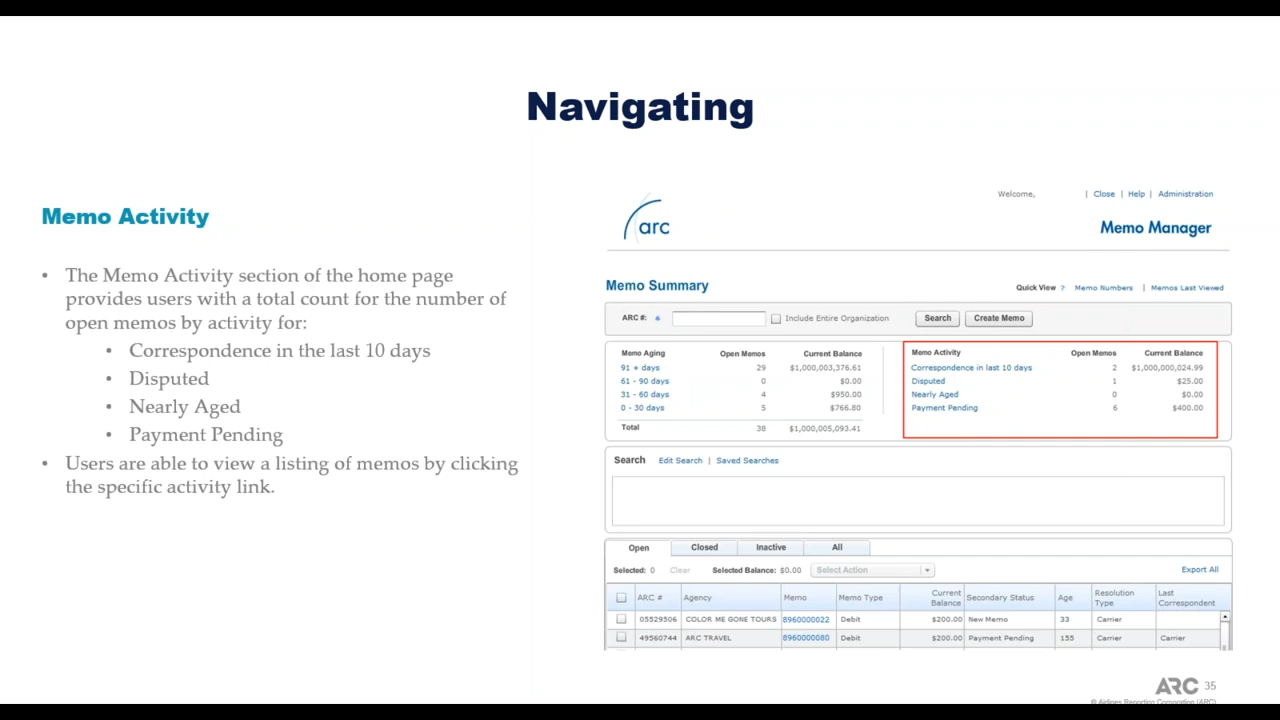 Navigating
Memo Activity
• The Memo Activity section of the home page
provides users with a total count for the number of
open memos by activity for:
• Correspondence in the last 10 days
• Disputed
• Nearly Aged
• Payment Pending
• Users are able to view a listing of memos by clicking
the specific activity link.
Welcome, | Close | Help | Administration
arc
Memo Manager
Memo Summary
Quick View ? Memo Numbers | Memos Last Viewed
ARC #: Include Entire Organization Search Create Memo
Memo Aging Open Memos Current Balance
91 + days 29 $1,000,003,376.61
61 - 90 days 0 $0.00
31 - 60 days 4 $950.00
0 - 30 days 5 $766.80
Total 38 $1,000,005,093.41
Memo Activity Open Memos Current Balance
Correspondence in last 10 days 2 $1,000,000,024.99
Disputed 1 $25.00
Nearly Aged 0 $0.00
Payment Pending 6 $400.00
Search Edit Search | Saved Searches
Open Closed Inactive All
Selected: 0 Clear Selected Balance: $0.00 Select Action Export All
ARC # Agency Memo Memo Type Current Balance Secondary Status Age Resolution Type Last Correspondent
05529506 COLOR ME GONE TOURS 8960000022 Debit $200.00 New Memo 33 Carrier
49560744 ARC TRAVEL 8960000080 Debit $200.00 Payment Pending 155 Carrier Carrier
ARC 35
© Airlines Reporting Corporation (ARC)